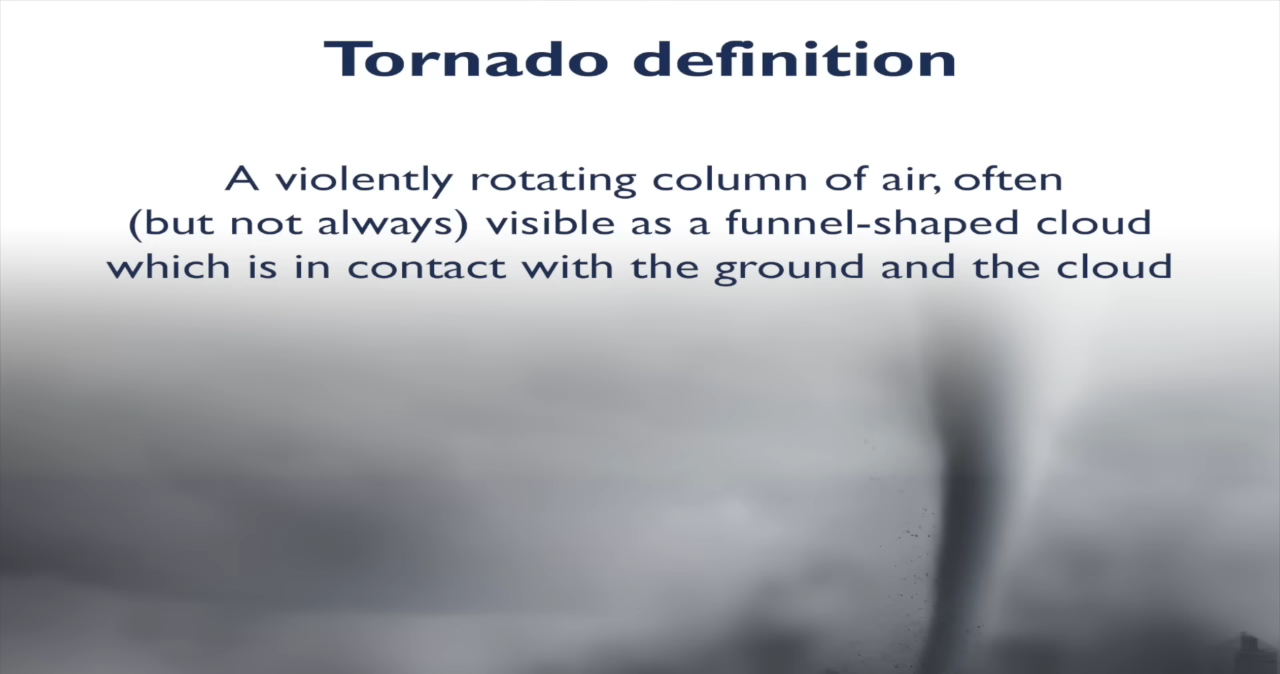 Tornado definition
A violently rotating column of air, often
(but not always) visible as a funnel-shaped cloud
which is in contact with the ground and the cloud